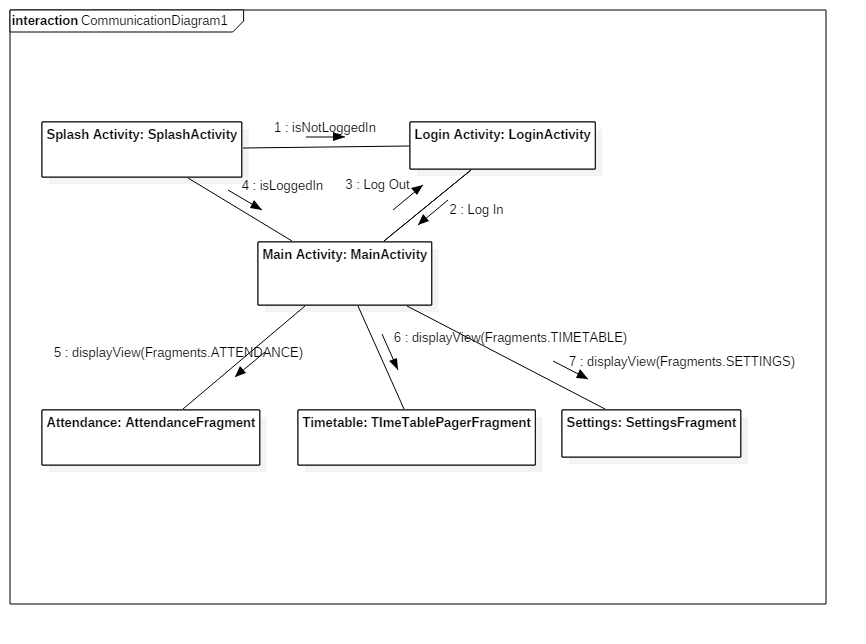 interaction CommunicationDiagram1
1 : isNotLoggedIn
Splash Activity: SplashActivity
Login Activity: LoginActivity
4 : isLoggedIn
3 : Log Out
2 : Log In
Main Activity: MainActivity
6 : displayView(Fragments.TIMETABLE)
5 : displayView(Fragments.ATTENDANCE)
7 : displayView(Fragments.SETTINGS)
Attendance: AttendanceFragment
Timetable: TImeTablePagerFragment
Settings: SettingsFragment